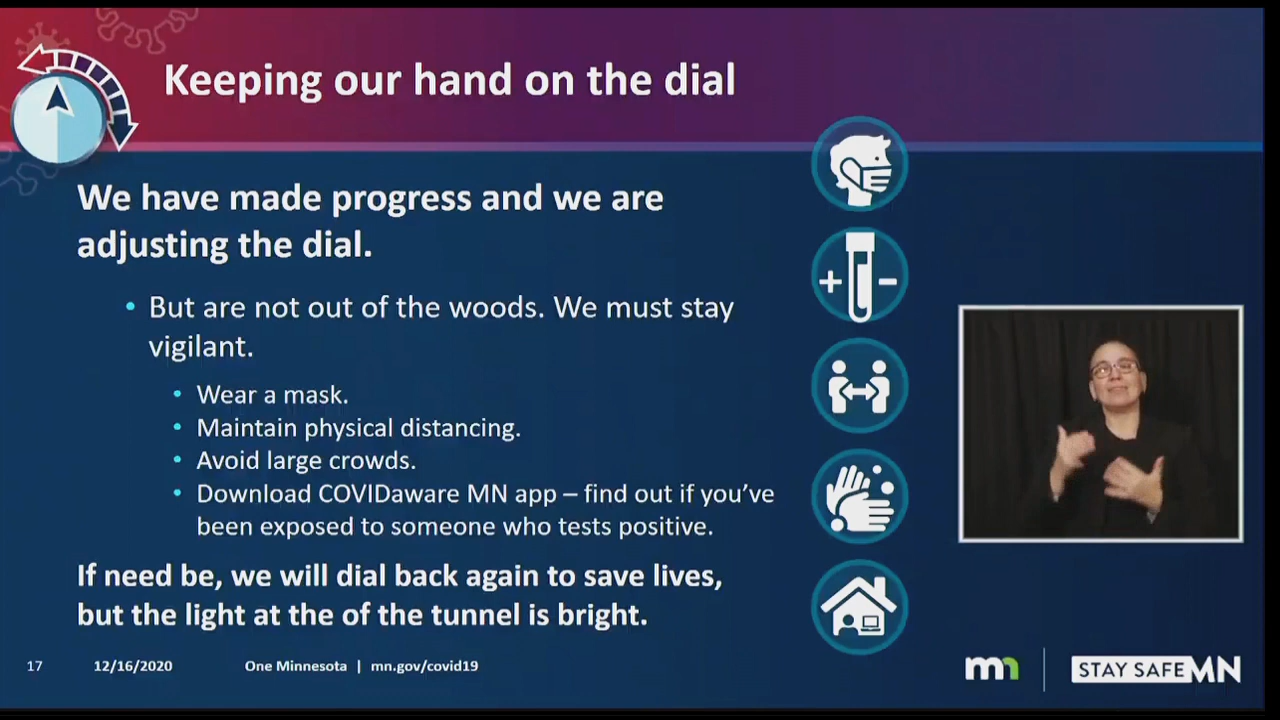 Keeping our hand on the dial
We have made progress and we are
adjusting the dial.
• But are not out of the woods. We must stay
vigilant.
• Wear a mask.
• Maintain physical distancing.
• Avoid large crowds.
• Download COVIDaware MN app – find out if you’ve
been exposed to someone who tests positive.
If need be, we will dial back again to save lives,
but the light at the of the tunnel is bright.
17 12/16/2020 One Minnesota | mn.gov/covid19
mn
STAY SAFE MN